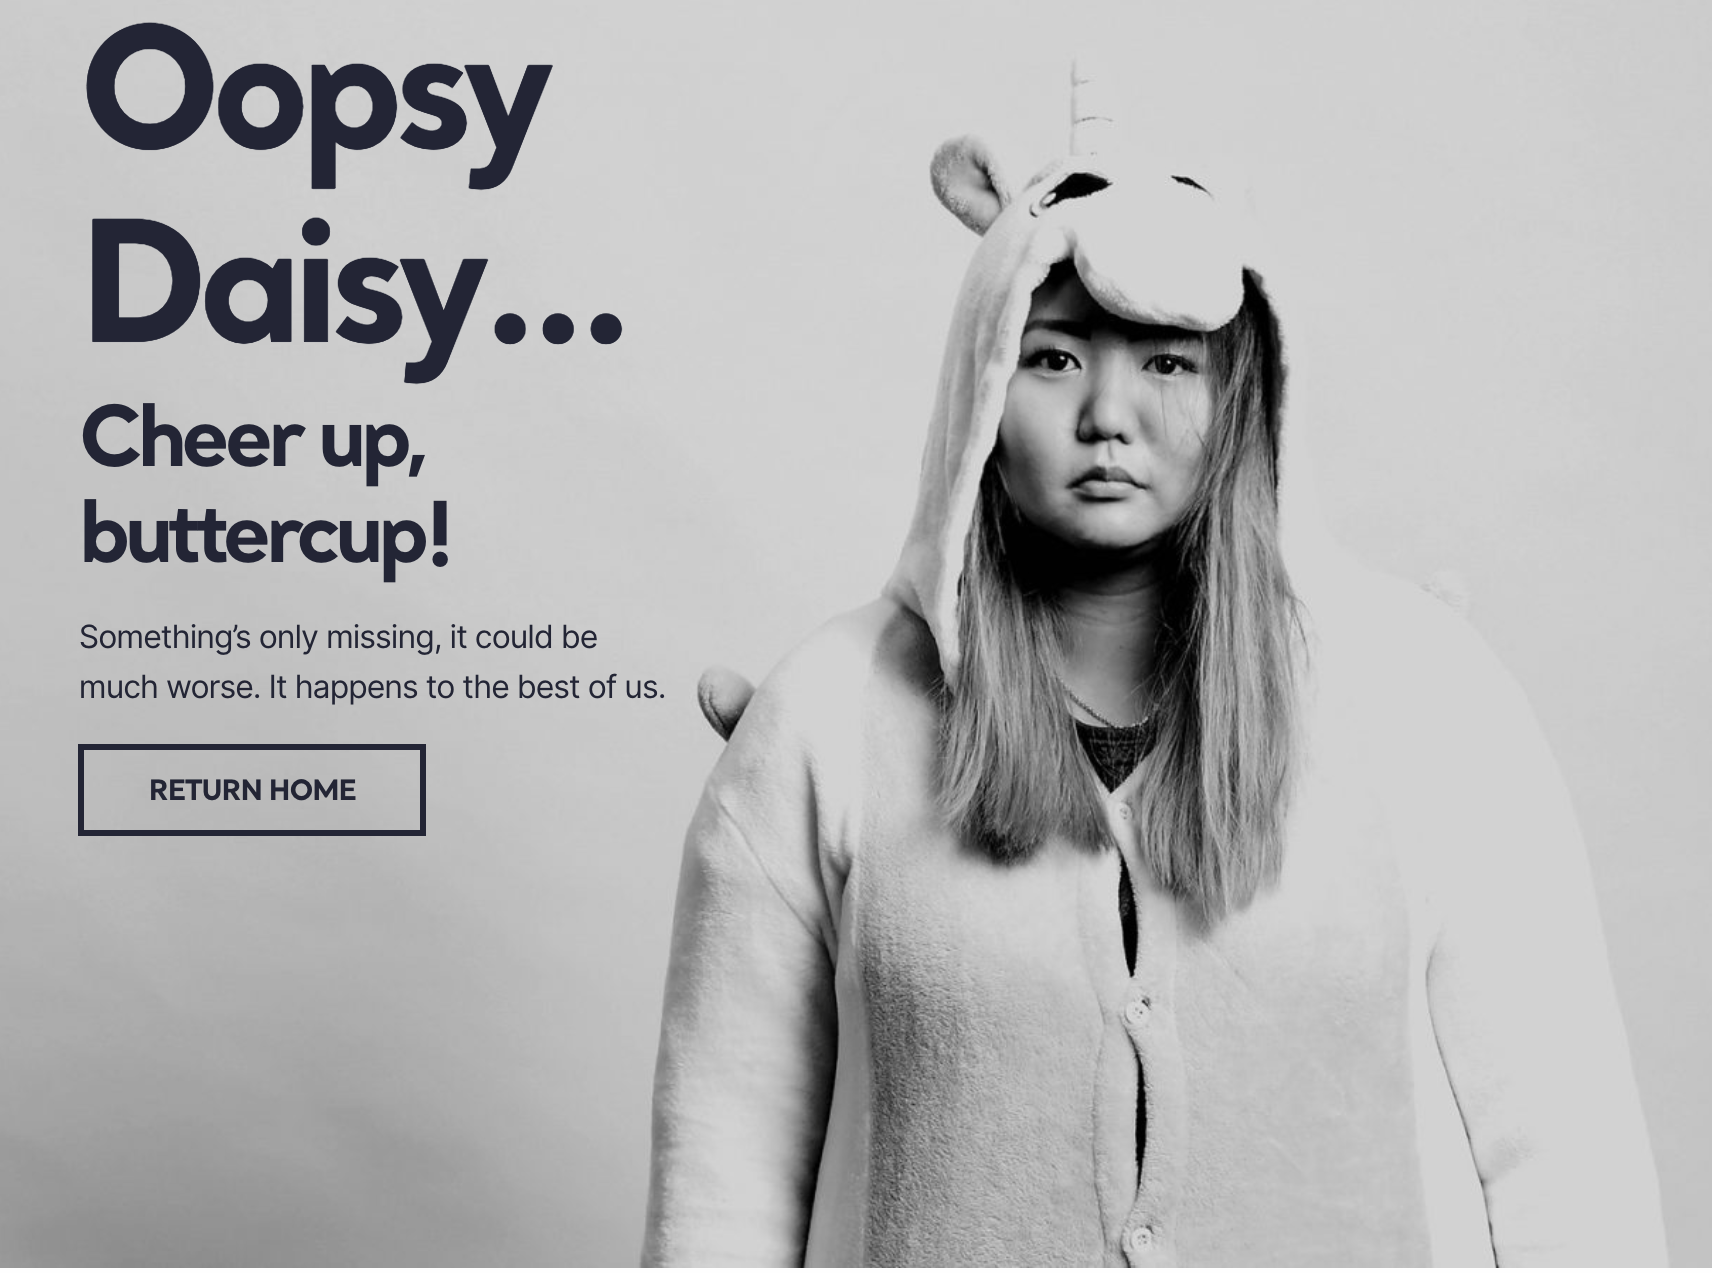 Oopsy
Daisy...
Cheer up,
buttercup!
Something’s only missing, it could be
much worse. It happens to the best of us.
RETURN HOME